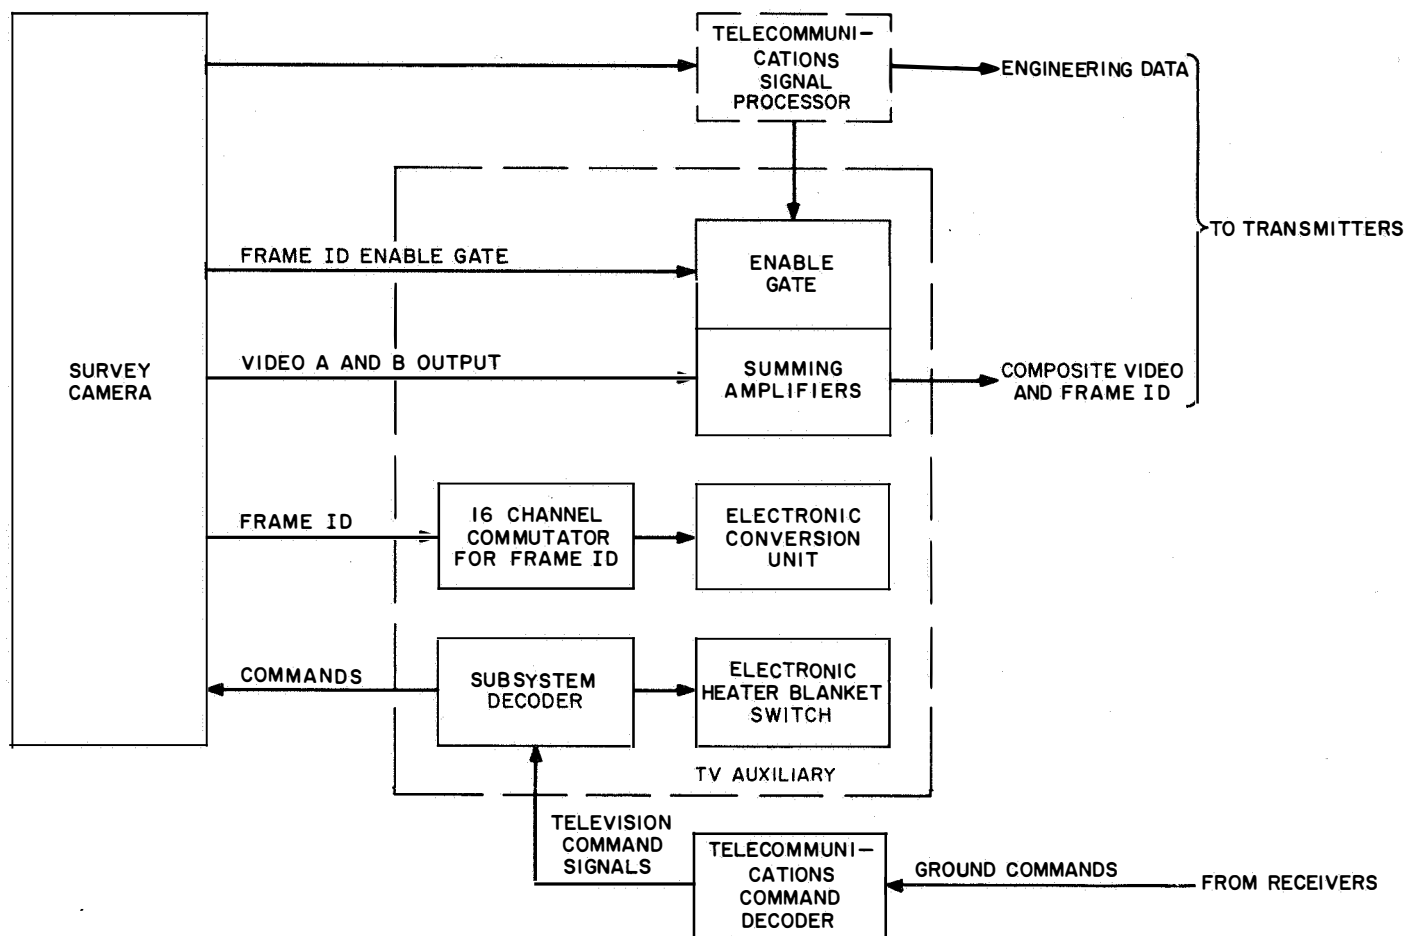 TELECOMMUNI-
CATIONS
SIGNAL
PROCESSOR
ENGINEERING DATA
TO TRANSMITTERS
FRAME ID ENABLE GATE
ENABLE
GATE
SURVEY
CAMERA
VIDEO A AND B OUTPUT
SUMMING
AMPLIFIERS
COMPOSITE VIDEO
AND FRAME ID
FRAME ID
16 CHANNEL
COMMUTATOR
FOR FRAME ID
ELECTRONIC
CONVERSION
UNIT
COMMANDS
SUBSYSTEM
DECODER
ELECTRONIC
HEATER BLANKET
SWITCH
TV AUXILIARY
TELEVISION
COMMAND
SIGNALS
TELECOMMUNI-
CATIONS
COMMAND
DECODER
GROUND COMMANDS
FROM RECEIVERS